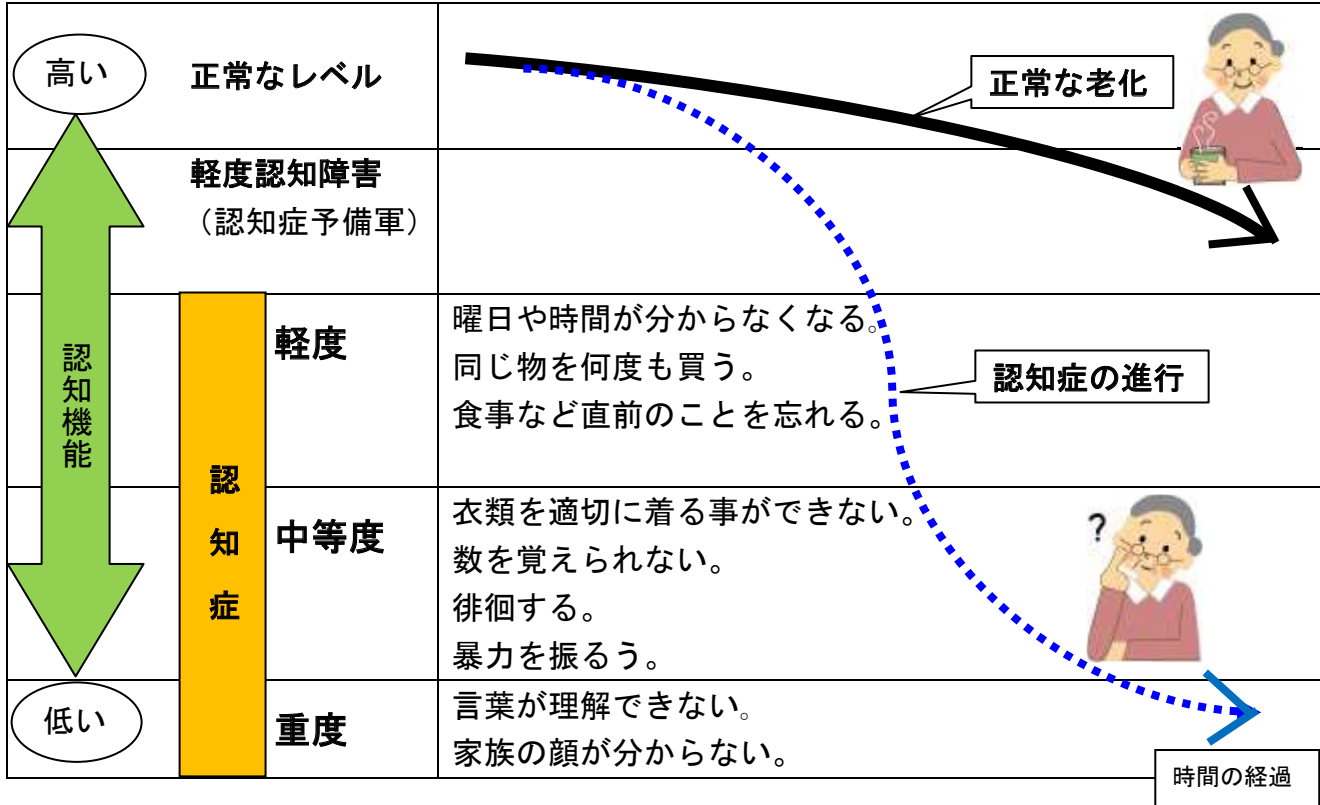 高い
正常なレベル
正常な老化
軽度認知障害
（認知症予備軍）
認知機能
認知症
軽度
曜日や時間が分からなくなる。
同じ物を何度も買う。
食事など直前のことを忘れる。
認知症の進行
中等度
衣類を適切に着る事ができない。
数を覚えられない。
徘徊する。
暴力を振るう。
?
低い
重度
言葉が理解できない。
家族の顔が分からない。
時間の経過